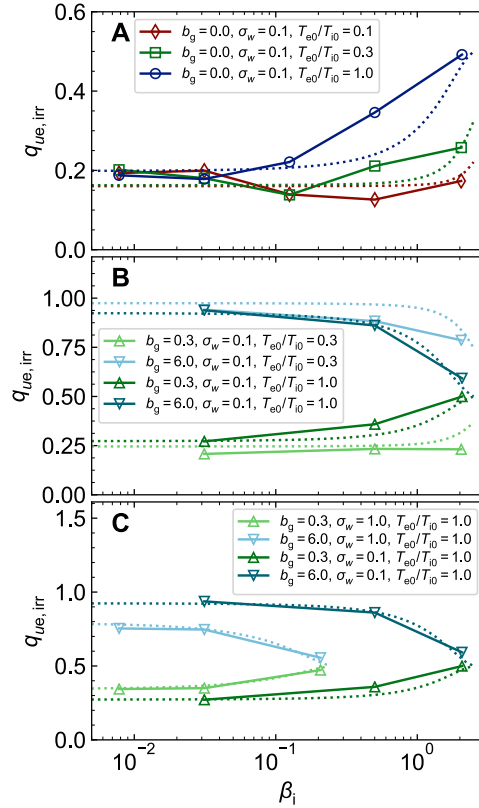 A
b_g = 0.0, σ_w = 0.1, T_e0/T_i0 = 0.1
b_g = 0.0, σ_w = 0.1, T_e0/T_i0 = 0.3
b_g = 0.0, σ_w = 0.1, T_e0/T_i0 = 1.0
0.6
0.4
0.2
0.0
q_ue,irr
B
1.00
0.75
0.50
0.25
0.00
q_ue,irr
b_g = 0.3, σ_w = 0.1, T_e0/T_i0 = 0.3
b_g = 6.0, σ_w = 0.1, T_e0/T_i0 = 0.3
b_g = 0.3, σ_w = 0.1, T_e0/T_i0 = 1.0
b_g = 6.0, σ_w = 0.1, T_e0/T_i0 = 1.0
C
b_g = 0.3, σ_w = 1.0, T_e0/T_i0 = 1.0
b_g = 6.0, σ_w = 1.0, T_e0/T_i0 = 1.0
b_g = 0.3, σ_w = 0.1, T_e0/T_i0 = 1.0
b_g = 6.0, σ_w = 0.1, T_e0/T_i0 = 1.0
1.5
1.0
0.5
0.0
q_ue,irr
10⁻² 10⁻¹ 10⁰
β_i